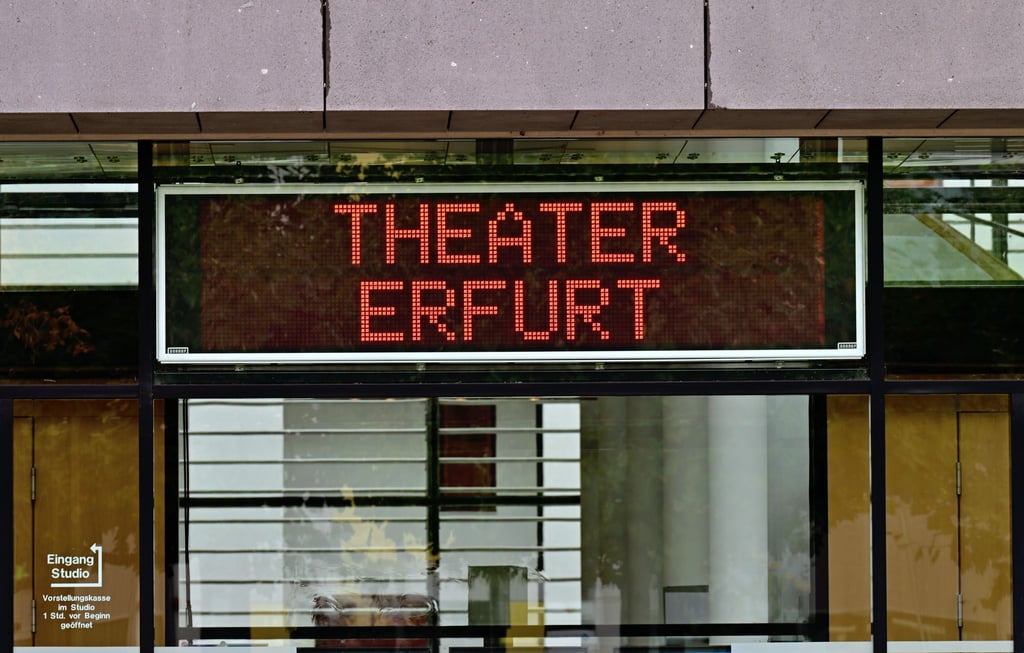 THEATER
ERFURT
Eingang
Studio
Vorstellungskasse
im Studio
1 Std. vor Beginn
geöffnet